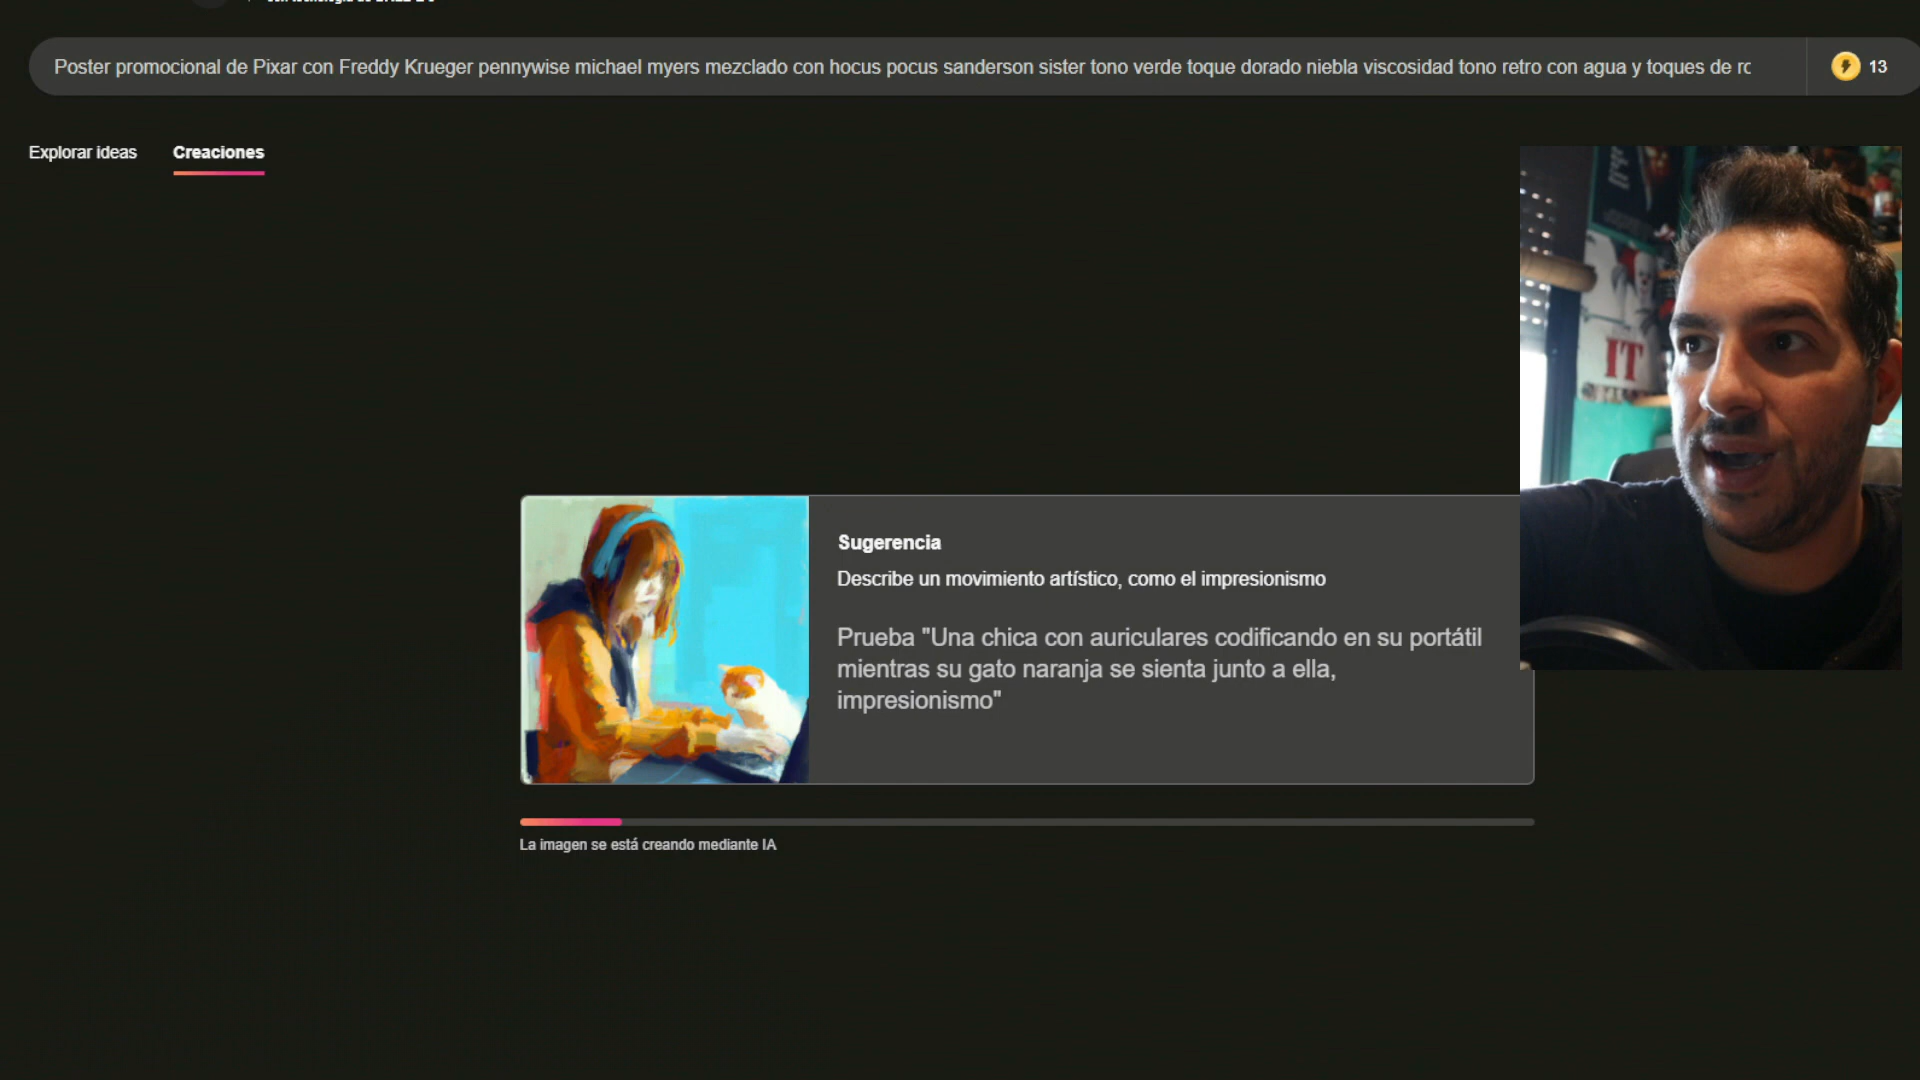 Poster promocional de Pixar con Freddy Krueger pennywise michael myers mezclado con hocus pocus sanderson sister tono verde toque dorado niebla viscosidad tono retro con agua y toques de
13
Explorar ideas
Creaciones
IT
Sugerencia
Describe un movimiento artístico, como el impresionismo
Prueba "Una chica con auriculares codificando en su portátil
mientras su gato naranja se sienta junto a ella,
impresionismo"
La imagen se está creando mediante IA